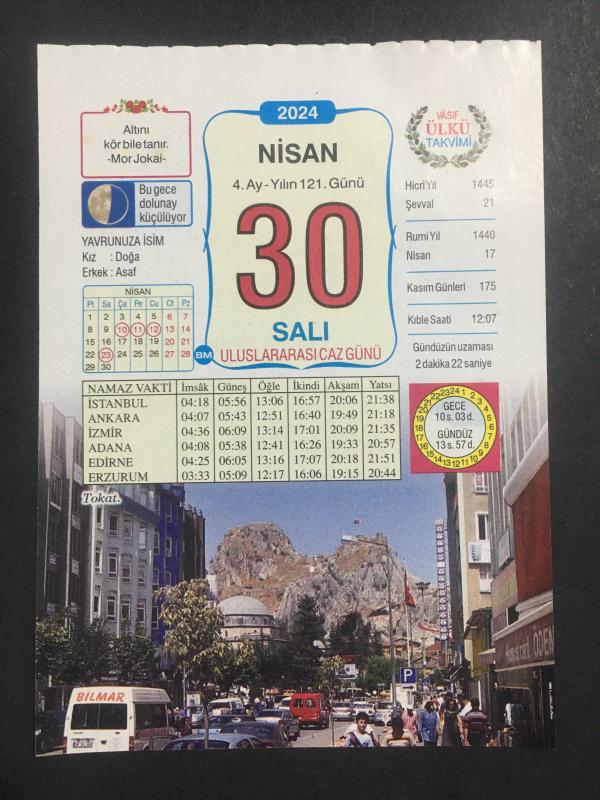 2024
NİSAN
4. Ay - Yılın 121. Günü
30
SALI
ULUSLARARASI CAZ GÜNÜ
BM
Altını
kör bile tanır.
-Mor Jokai-
Bu gece
dolunay
küçülüyor
YAVRUNUZA İSİM
Kız : Doğa
Erkek : Asaf
NİSAN
Pt Sa Ça Pe Cu Ct Pz
1 2 3 4 5 6 7
8 9 10 11 12 13 14
15 16 17 18 19 20 21
22 23 24 25 26 27 28
29 30
VÂSIF
ÜLKÜ
TAKVİMİ
Hicri Yıl 1445
Şevval 21
Rumi Yıl 1440
Nisan 17
Kasım Günleri 175
Kıble Saati 12:07
Gündüzün uzaması
2 dakika 22 saniye
NAMAZ VAKTİ İmsâk Güneş Öğle İkindi Akşam Yatsı
İSTANBUL 04:18 05:56 13:06 16:57 20:06 21:38
ANKARA 04:07 05:43 12:51 16:40 19:49 21:18
İZMİR 04:36 06:09 13:14 17:01 20:09 21:35
ADANA 04:08 05:38 12:41 16:26 19:33 20:57
EDİRNE 04:25 06:05 13:16 17:07 20:18 21:51
ERZURUM 03:33 05:09 12:17 16:06 19:15 20:44
GECE
10 s. 03 d.
GÜNDÜZ
13 s. 57 d.
Tokat.
BILMAR
P
ÖDEN